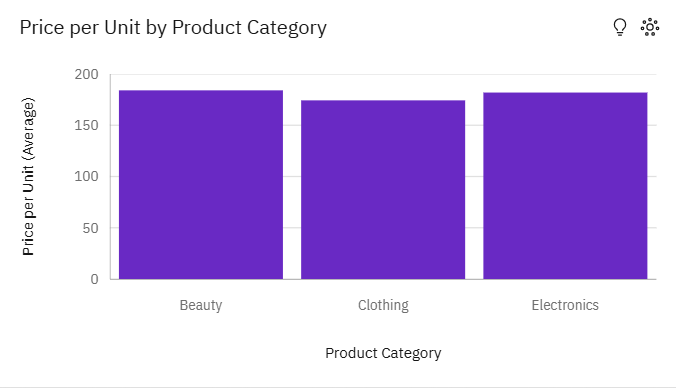 Price per Unit by Product Category
Price per Unit (Average)
200
150
100
50
0
Beauty Clothing Electronics
Product Category